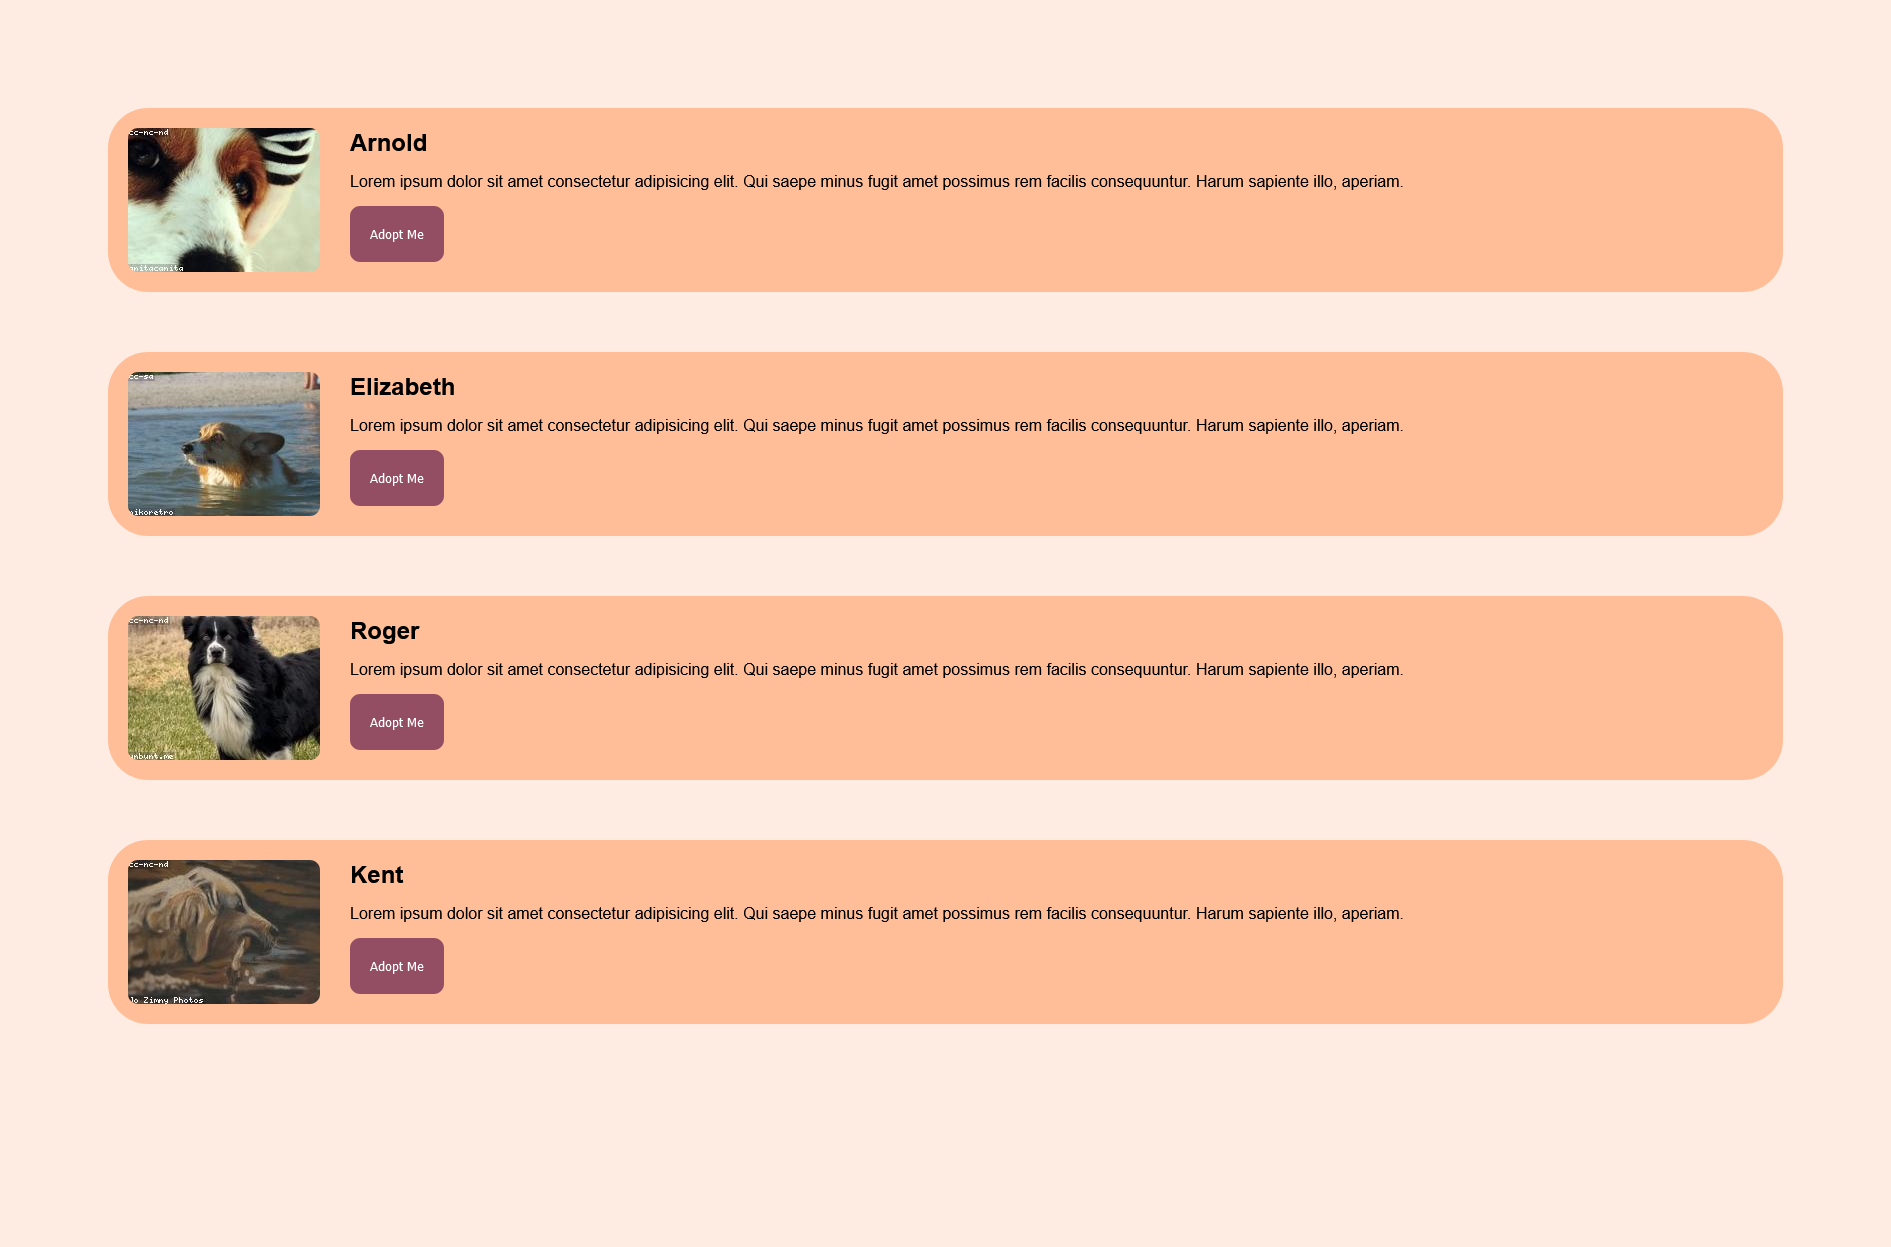 cc-nc-nd
Arnold
Lorem ipsum dolor sit amet consectetur adipisicing elit. Qui saepe minus fugit amet possimus rem facilis consequuntur. Harum sapiente illo, aperiam.
Adopt Me
anitacanita
cc-sa
Elizabeth
Lorem ipsum dolor sit amet consectetur adipisicing elit. Qui saepe minus fugit amet possimus rem facilis consequuntur. Harum sapiente illo, aperiam.
Adopt Me
nikoretro
cc-nc-nd
Roger
Lorem ipsum dolor sit amet consectetur adipisicing elit. Qui saepe minus fugit amet possimus rem facilis consequuntur. Harum sapiente illo, aperiam.
Adopt Me
cc-nc-nd
Kent
Lorem ipsum dolor sit amet consectetur adipisicing elit. Qui saepe minus fugit amet possimus rem facilis consequuntur. Harum sapiente illo, aperiam.
Adopt Me
Jo Zimny Photos